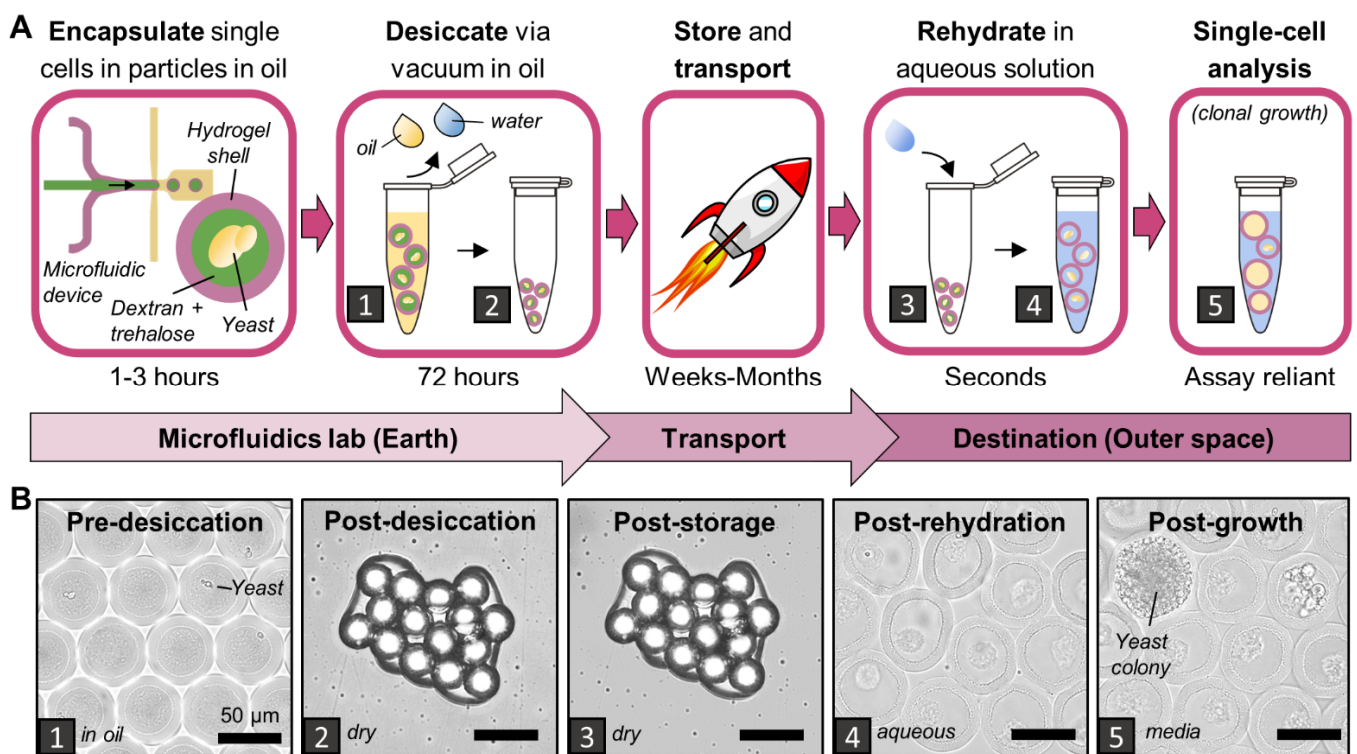 A
Encapsulate single
cells in particles in oil
Hydrogel
shell
Microfluidic
device
Dextran +
trehalose
Yeast
1-3 hours
Desiccate via
vacuum in oil
oil
water
1
2
72 hours
Store and
transport
Weeks-Months
Rehydrate in
aqueous solution
3
4
Seconds
Single-cell
analysis
(clonal growth)
5
Assay reliant
Microfluidics lab (Earth)
Transport
Destination (Outer space)
B
Pre-desiccation
Yeast
50 µm
1 in oil
Post-desiccation
2 dry
Post-storage
3 dry
Post-rehydration
4 aqueous
Post-growth
Yeast
colony
5 media